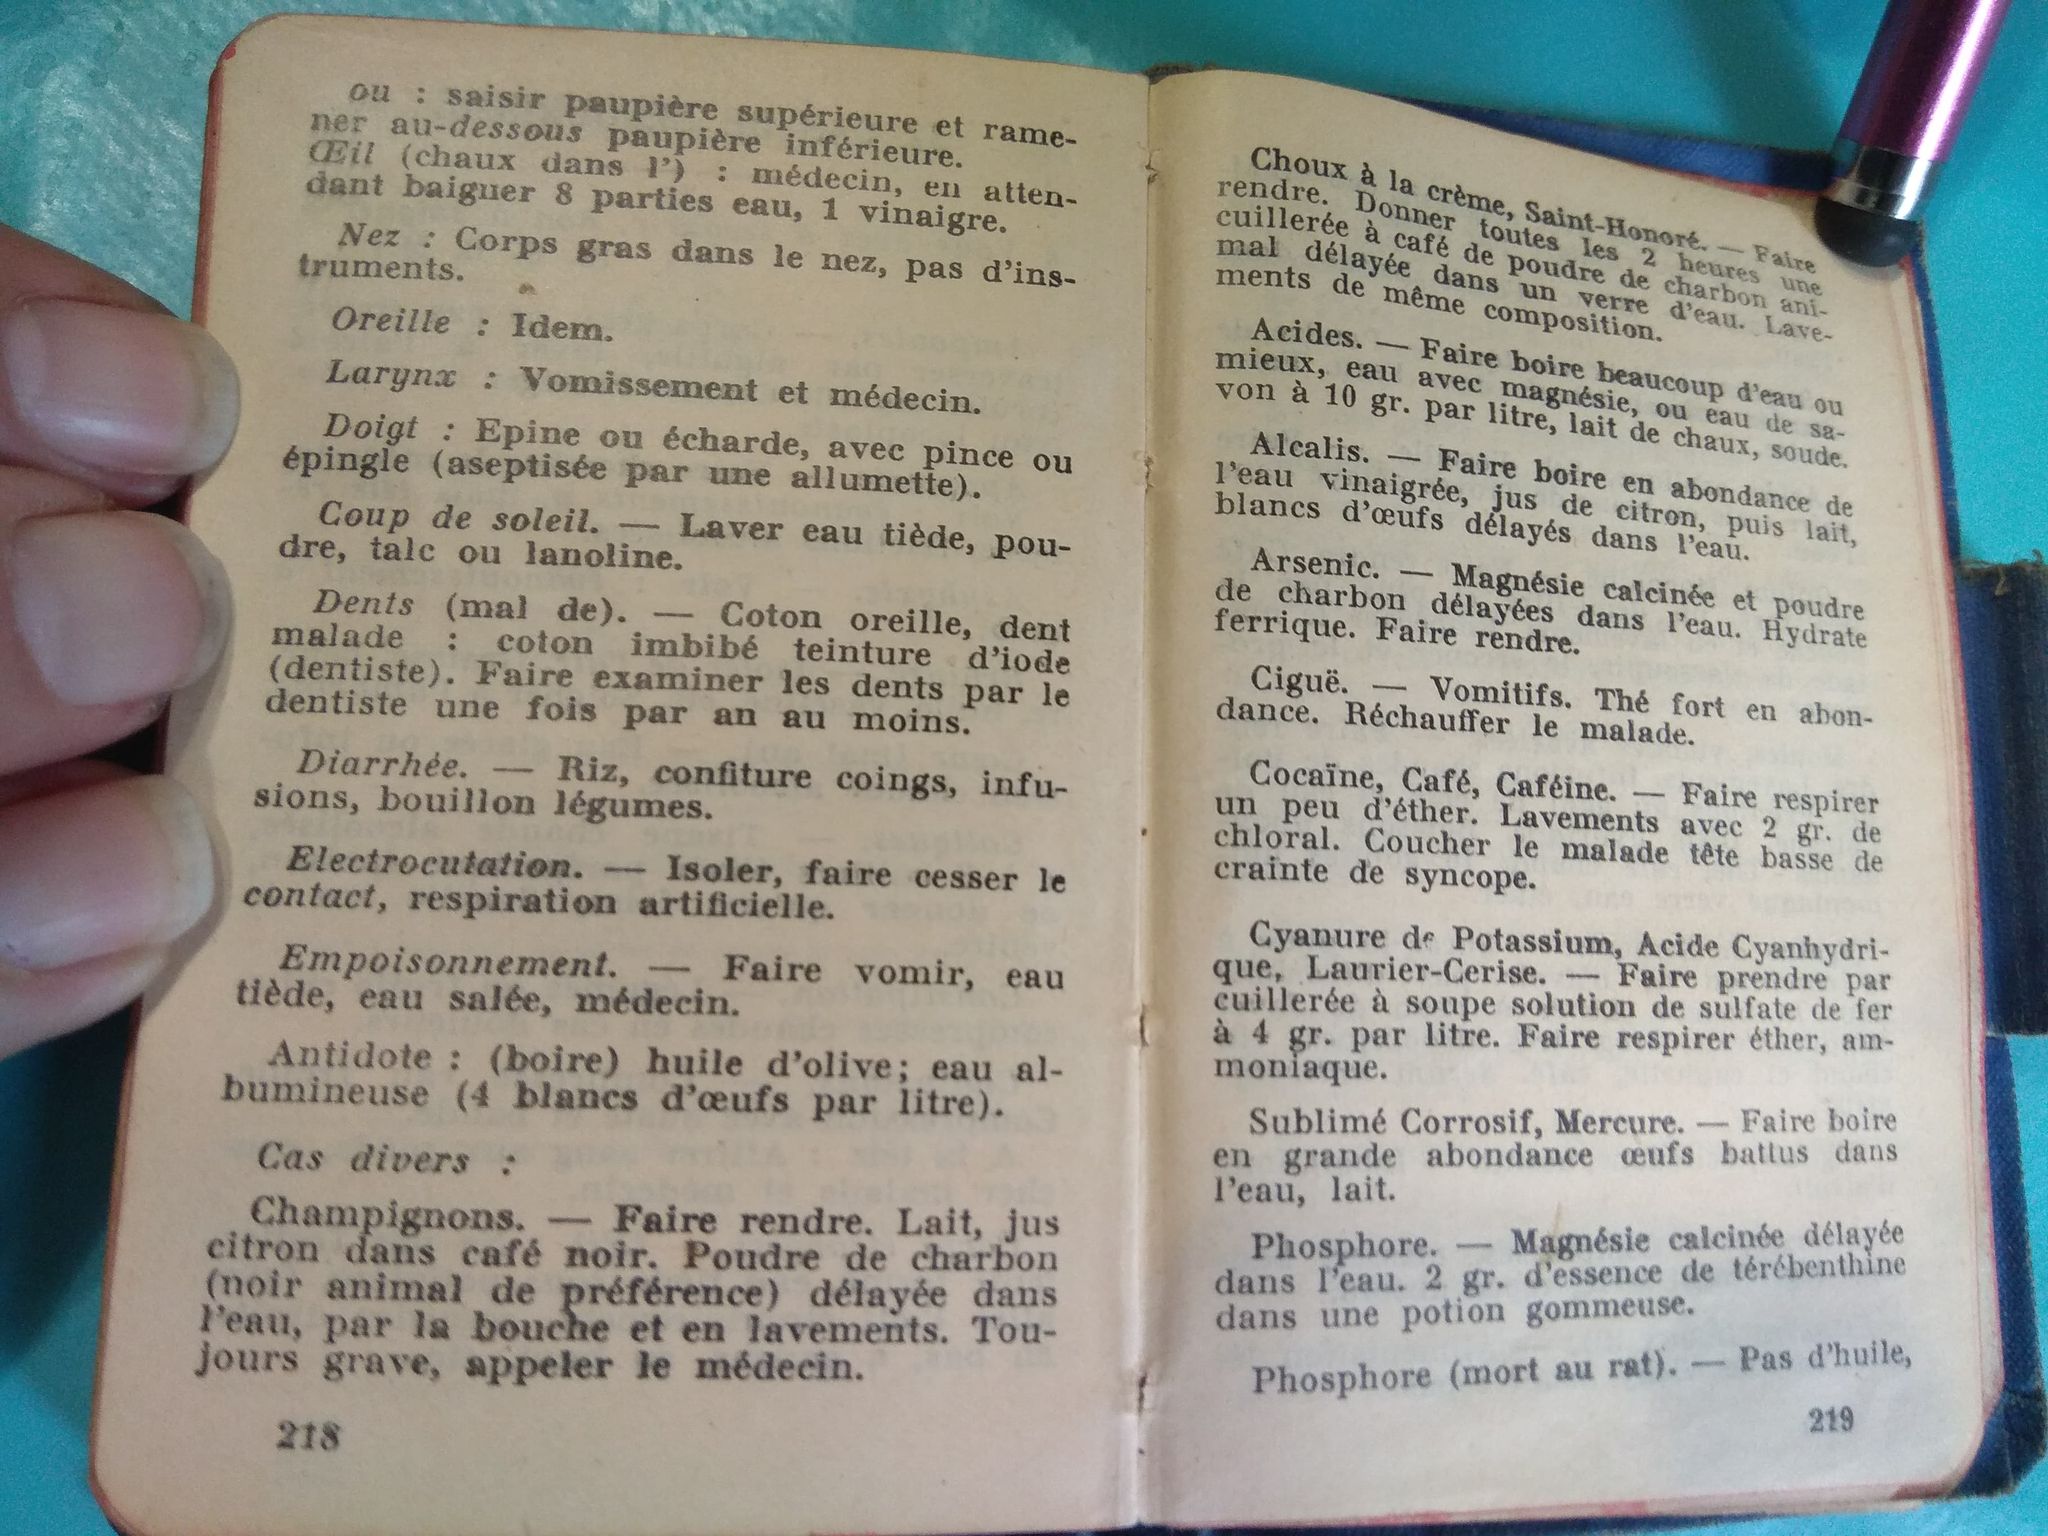 ou : saisir paupière supérieure et rame-
ner au-dessous paupière inférieure.
Œil (chaux dans l') : médecin, en atten-
dant baigner 8 parties eau, 1 vinaigre.
Nez : Corps gras dans le nez, pas d'ins-
truments.
Oreille : Idem.
Larynx : Vomissement et médecin.
Doigt : Epine ou écharde, avec pince ou
épingle (aseptisée par une allumette).
Coup de soleil. — Laver eau tiède, pou-
dre, talc ou lanoline.
Dents (mal de). — Coton oreille, dent
malade : coton imbibé teinture d'iode
(dentiste). Faire examiner les dents par le
dentiste une fois par an au moins.
Diarrhée. — Riz, confiture coings, infu-
sions, bouillon légumes.
Electrocutation. — Isoler, faire cesser le
contact, respiration artificielle.
Empoisonnement. — Faire vomir, eau
tiède, eau salée, médecin.
Antidote : (boire) huile d'olive; eau al-
bumineuse (4 blancs d'œufs par litre).
Cas divers :
Champignons. — Faire rendre. Lait, jus
citron dans café noir. Poudre de charbon
(noir animal de préférence) délayée dans
l'eau, par la bouche et en lavements. Tou-
jours grave, appeler le médecin.
218
Choux à la crème, Saint-Honoré. — Faire
rendre. Donner toutes les 2 heures une
cuillerée à café de poudre de charbon ani-
mal délayée dans un verre d'eau. Lave-
ments de même composition.
Acides. — Faire boire beaucoup d'eau ou
mieux, eau avec magnésie, ou eau de sa-
von à 10 gr. par litre, lait de chaux, soude.
Alcalis. — Faire boire en abondance de
l'eau vinaigrée, jus de citron, puis lait,
blancs d'œufs délayés dans l'eau.
Arsenic. — Magnésie calcinée et poudre
de charbon délayées dans l'eau. Hydrate
ferrique. Faire rendre.
Ciguë. — Vomitifs. Thé fort en abon-
dance. Réchauffer le malade.
Cocaïne, Café, Caféine. — Faire respirer
un peu d'éther. Lavements avec 2 gr. de
chloral. Coucher le malade tête basse de
crainte de syncope.
Cyanure de Potassium, Acide Cyanhydri-
que, Laurier-Cerise. — Faire prendre par
cuillerée à soupe solution de sulfate de fer
à 4 gr. par litre. Faire respirer éther, am-
moniaque.
Sublimé Corrosif, Mercure. — Faire boire
en grande abondance œufs battus dans
l'eau, lait.
Phosphore. — Magnésie calcinée délayée
dans l'eau. 2 gr. d'essence de térébenthine
dans une potion gommeuse.
Phosphore (mort au rat). — Pas d'huile,
219